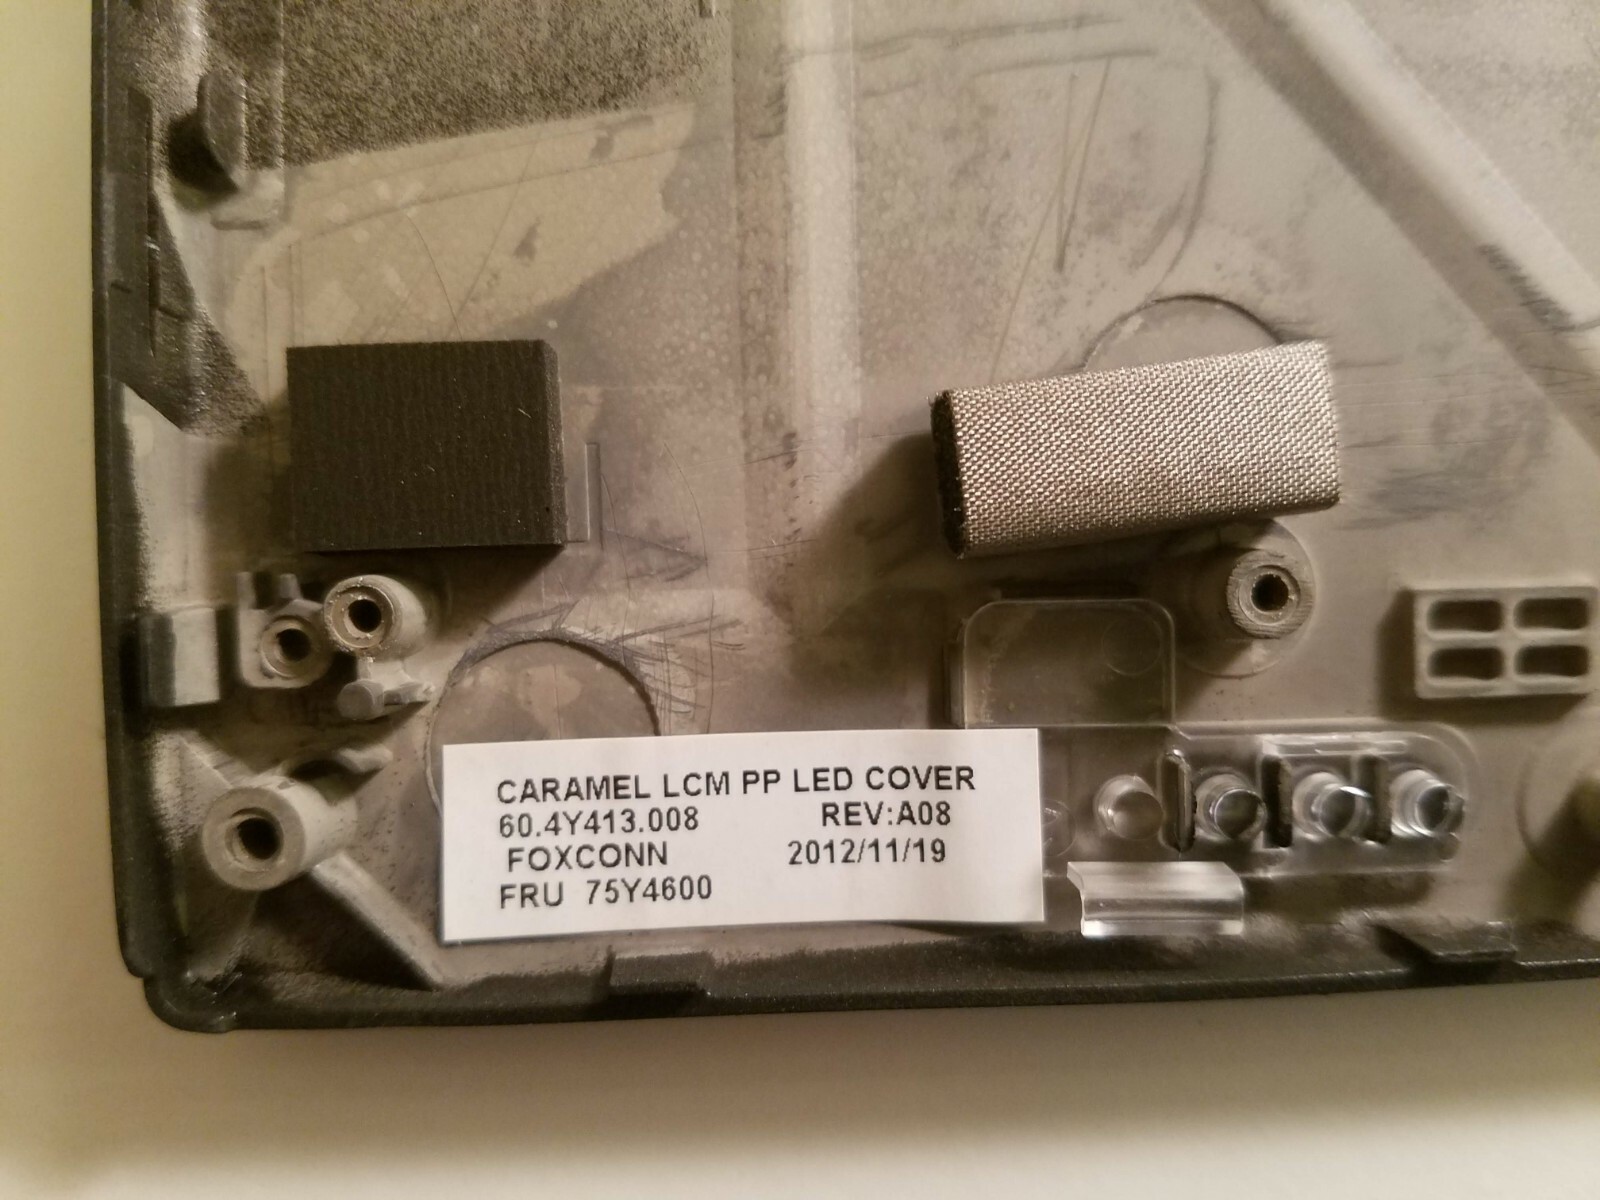 CARAMEL LCM PP LED COVER
60.4Y413.008 REV:A08
FOXCONN 2012/11/19
FRU 75Y4600